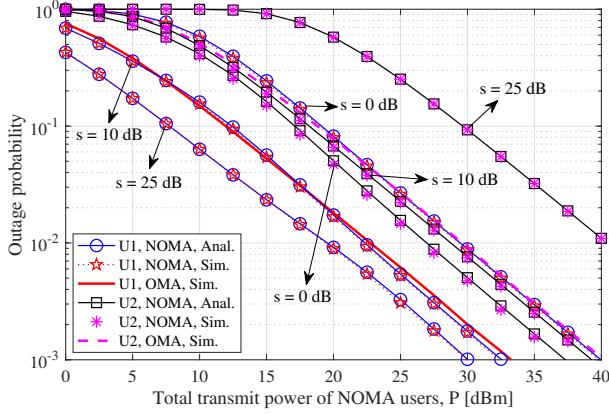 10^0
10^-1
10^-2
10^-3
Outage probability
s = 0 dB
s = 25 dB
s = 10 dB
s = 25 dB
s = 10 dB
s = 0 dB
U1, NOMA, Anal.
U1, NOMA, Sim.
U1, OMA, Sim.
U2, NOMA, Anal.
U2, NOMA, Sim.
U2, OMA, Sim.
0 5 10 15 20 25 30 35 40
Total transmit power of NOMA users, P [dBm]